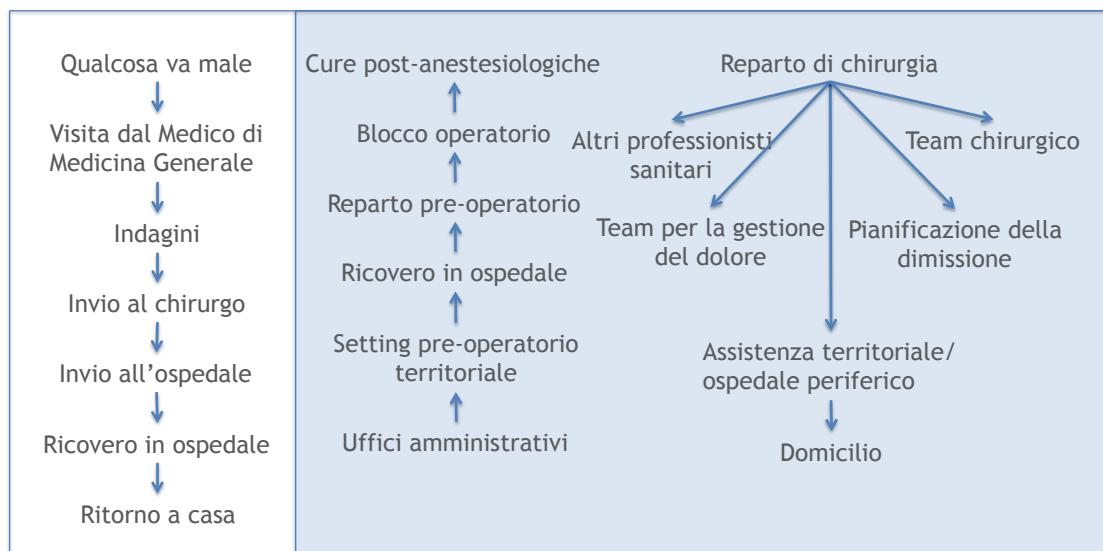 Qualcosa va male
Visita dal Medico di
Medicina Generale
Indagini
Invio al chirurgo
Invio all’ospedale
Ricovero in ospedale
Ritorno a casa
Cure post-anestesiologiche
Blocco operatorio
Reparto pre-operatorio
Ricovero in ospedale
Setting pre-operatorio
territoriale
Uffici amministrativi
Reparto di chirurgia
Altri professionisti
sanitari
Team chirurgico
Team per la gestione
del dolore
Pianificazione della
dimissione
Assistenza territoriale/
ospedale periferico
Domicilio